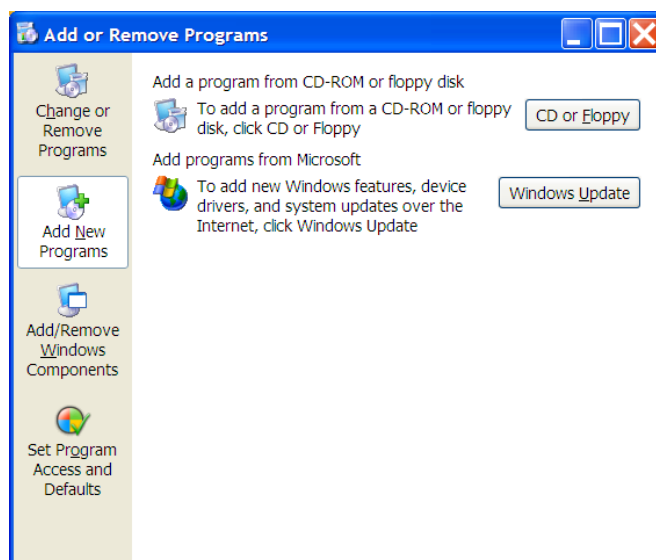 Add or Remove Programs
Change or
Remove
Programs
Add New
Programs
Add/Remove
Windows
Components
Set Program
Access and
Defaults
Add a program from CD-ROM or floppy disk
To add a program from a CD-ROM or floppy
disk, click CD or Floppy
CD or Floppy
Add programs from Microsoft
To add new Windows features, device
drivers, and system updates over the
Internet, click Windows Update
Windows Update